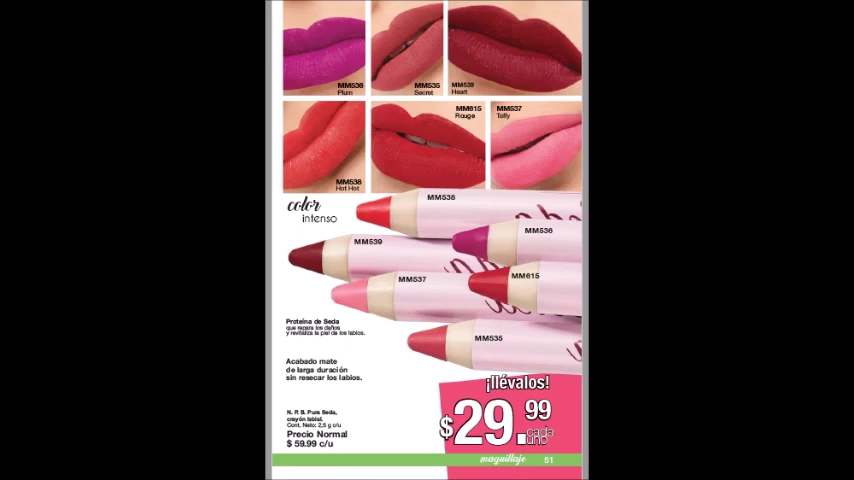 MM536
Plum
MM535
Secret
MM539
Heart
MM615
Rouge
MM537
Taffy
MM538
Hot Hot
color
intenso
MM538
MM536
MM539
MM537
MM615
MM535
Proteína de Seda
que repara los daños
y revitaliza la piel de los labios.
Acabado mate
de larga duración
sin resecar los labios.
¡llévalos!
$29.99
cada
uno
N. P. B. Pura Seda,
crayón labial.
Cont. Neto: 2,5 g c/u
Precio Normal
$ 59.99 c/u
maquillaje 51